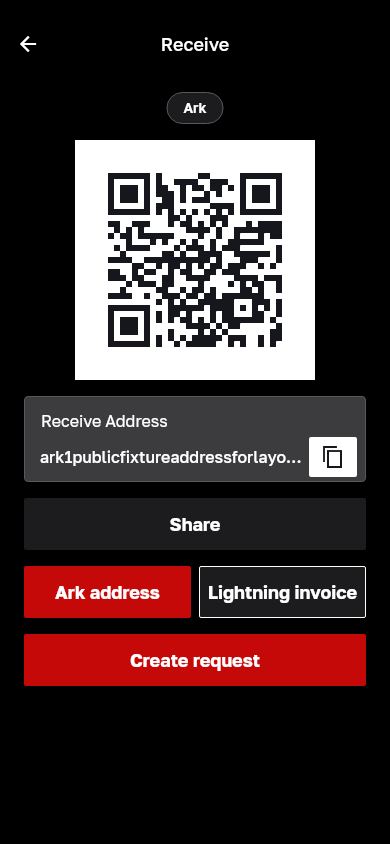 Receive
Ark
Receive Address
ark1publicfixtureaddressforlayo...
Share
Ark address
Lightning invoice
Create request